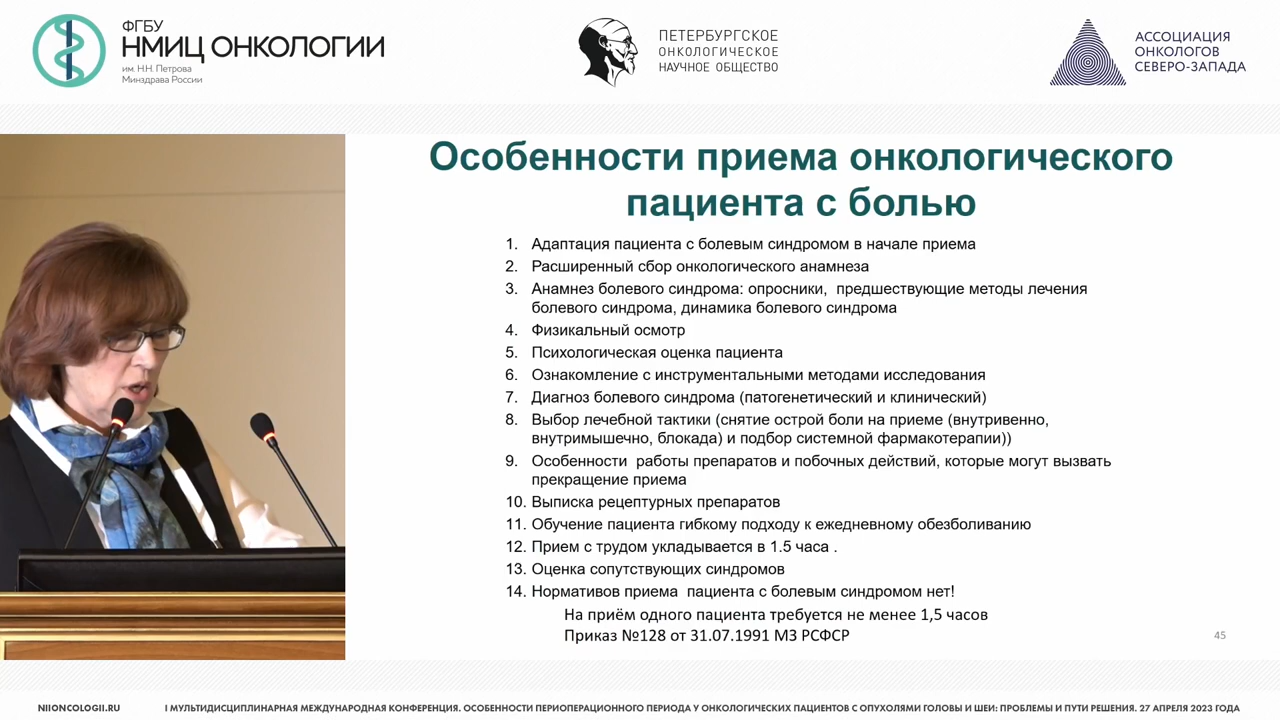 ФГБУ
НМИЦ ОНКОЛОГИИ
им. Н.Н. Петрова
Минздрава России
ПЕТЕРБУРГСКОЕ
ОНКОЛОГИЧЕСКОЕ
НАУЧНОЕ ОБЩЕСТВО
АССОЦИАЦИЯ
ОНКОЛОГОВ
СЕВЕРО-ЗАПАДА
Особенности приема онкологического
пациента с болью
1. Адаптация пациента с болевым синдромом в начале приема
2. Расширенный сбор онкологического анамнеза
3. Анамнез болевого синдрома: опросники, предшествующие методы лечения
болевого синдрома, динамика болевого синдрома
4. Физикальный осмотр
5. Психологическая оценка пациента
6. Ознакомление с инструментальными методами исследования
7. Диагноз болевого синдрома (патогенетический и клинический)
8. Выбор лечебной тактики (снятие острой боли на приеме (внутривенно,
внутримышечно, блокада) и подбор системной фармакотерапии))
9. Особенности работы препаратов и побочных действий, которые могут вызвать
прекращение приема
10. Выписка рецептурных препаратов
11. Обучение пациента гибкому подходу к ежедневному обезболиванию
12. Прием с трудом укладывается в 1.5 часа .
13. Оценка сопутствующих синдромов
14. Нормативов приема пациента с болевым синдромом нет!
На приём одного пациента требуется не менее 1,5 часов
Приказ №128 от 31.07.1991 МЗ РСФСР
45
NIIONCOLOGII.RU
I МУЛЬТИДИСЦИПЛИНАРНАЯ МЕЖДУНАРОДНАЯ КОНФЕРЕНЦИЯ. ОСОБЕННОСТИ ПЕРИОПЕРАЦИОННОГО ПЕРИОДА У ОНКОЛОГИЧЕСКИХ ПАЦИЕНТОВ С ОПУХОЛЯМИ ГОЛОВЫ И ШЕИ: ПРОБЛЕМЫ И ПУТИ РЕШЕНИЯ. 27 АПРЕЛЯ 2023 ГОДА